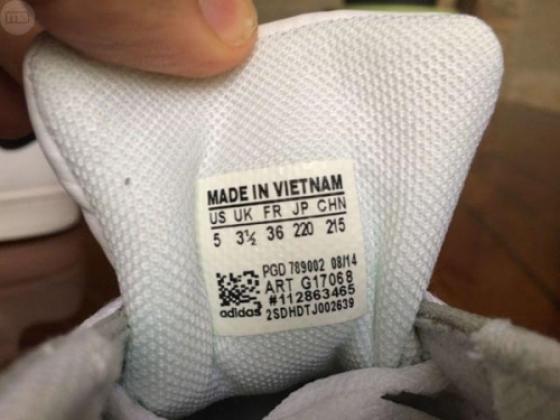 MADE IN VIETNAM
US UK FR JP CHN
5 3½ 36 220 215
PGD 789002 08/14
ART G17068
#112863465
adidas 2SDHDTJ002639